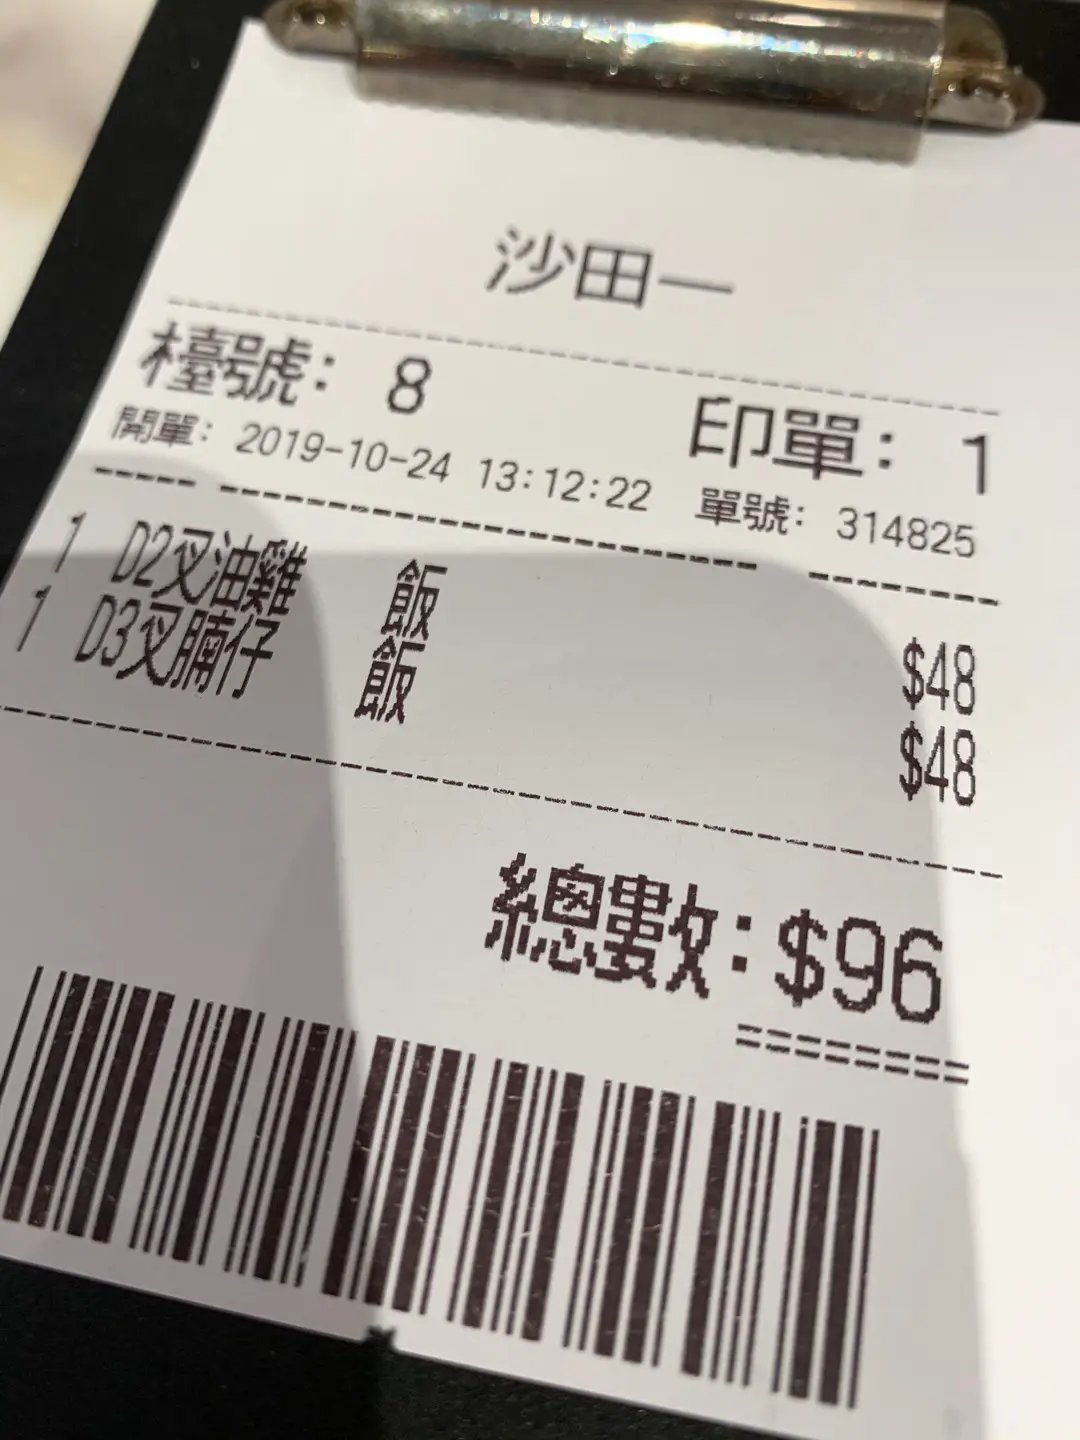 沙田一
檯號: 8 印單: 1
開單: 2019-10-24 13:12:22 單號: 314825
1 D2叉油雞 飯 $48
1 D3叉腩仔 飯 $48
總數:$96